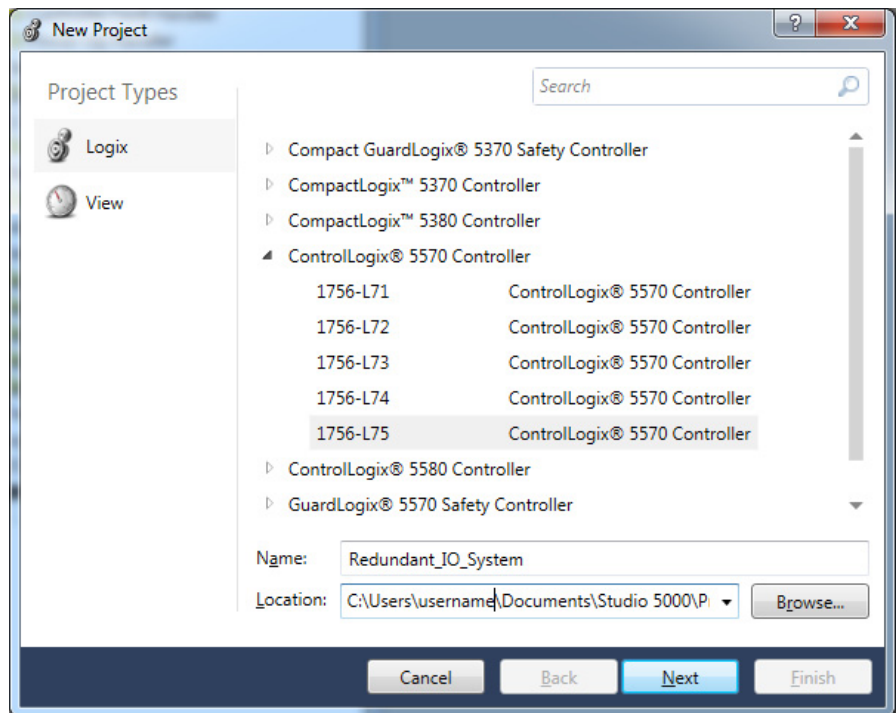 New Project
Project Types
Search
Logix
View
Compact GuardLogix® 5370 Safety Controller
CompactLogix™ 5370 Controller
CompactLogix™ 5380 Controller
ControlLogix® 5570 Controller
1756-L71 ControlLogix® 5570 Controller
1756-L72 ControlLogix® 5570 Controller
1756-L73 ControlLogix® 5570 Controller
1756-L74 ControlLogix® 5570 Controller
1756-L75 ControlLogix® 5570 Controller
ControlLogix® 5580 Controller
GuardLogix® 5570 Safety Controller
Name: Redundant_IO_System
Location: C:\Users\username\Documents\Studio 5000\P Browse...
Cancel Back Next Finish